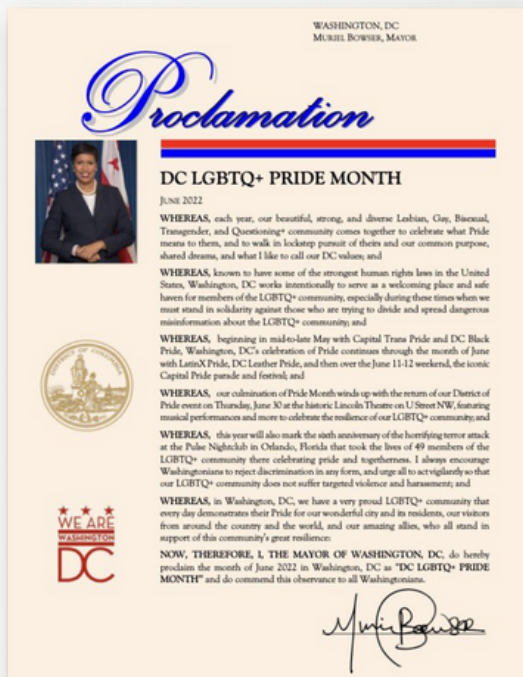 WASHINGTON, DC
MURIEL BOWSER, MAYOR
Proclamation
DC LGBTQ+ PRIDE MONTH
JUNE 2022
WHEREAS, each year, our beautiful, strong, and diverse Lesbian, Gay, Bisexual,
Transgender, and Questioning+ community comes together to celebrate what Pride
means to them, and to walk in lockstep pursuit of theirs and our common purpose,
shared dreams, and what I like to call our DC values; and
WHEREAS, known to have some of the strongest human rights laws in the United
States, Washington, DC works intentionally to serve as a welcoming place and safe
haven for members of the LGBTQ+ community, especially during these times when we
must stand in solidarity against those who are trying to divide and spread dangerous
misinformation about the LGBTQ+ community; and
WHEREAS, beginning in mid-to-late May with Capital Trans Pride and DC Black
Pride, Washington, DC's celebration of Pride continues through the month of June
with LatinX Pride, DC Leather Pride, and then over the June 11-12 weekend, the iconic
Capital Pride parade and festival; and
WHEREAS, our culmination of Pride Month winds up with the return of our District of
Pride event on Thursday, June 30 at the historic Lincoln Theatre on U Street NW, featuring
musical performances and more to celebrate the resilience of our LGBTQ+ community; and
WHEREAS, this year will also mark the sixth anniversary of the horrifying terror attack
at the Pulse Nightclub in Orlando, Florida that took the lives of 49 members of the
LGBTQ+ community there celebrating pride and togetherness. I always encourage
Washingtonians to reject discrimination in any form, and urge all to act vigilantly so that
our LGBTQ+ community does not suffer targeted violence and harassment; and
WHEREAS, in Washington, DC, we have a very proud LGBTQ+ community that
every day demonstrates their Pride for our wonderful city and its residents, our visitors
from around the country and the world, and our amazing allies, who all stand in
support of this community's great resilience:
NOW, THEREFORE, I, THE MAYOR OF WASHINGTON, DC, do hereby
proclaim the month of June 2022 in Washington, DC as "DC LGBTQ+ PRIDE
MONTH" and do commend this observance to all Washingtonians.
Muriel Bowser
DISTRICT OF COLUMBIA
WE ARE
WASHINGTON
DC